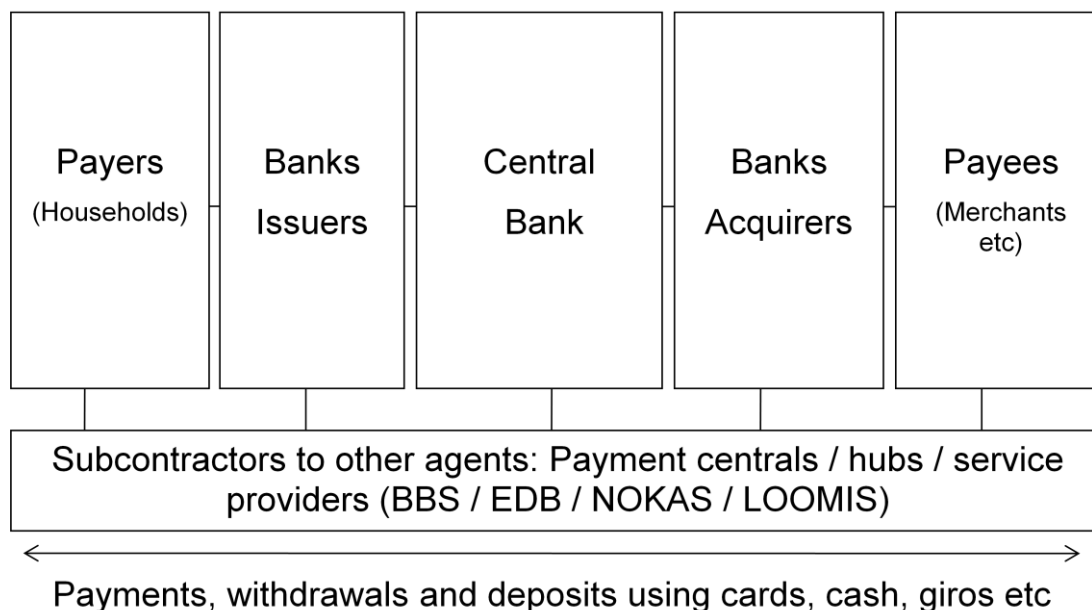 Payers
(Households)
Banks
Issuers
Central
Bank
Banks
Acquirers
Payees
(Merchants
etc)
Subcontractors to other agents: Payment centrals / hubs / service
providers (BBS / EDB / NOKAS / LOOMIS)
Payments, withdrawals and deposits using cards, cash, giros etc